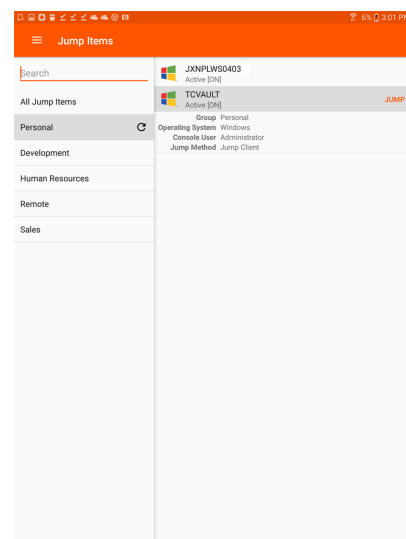 6% 3:01 PM
Jump Items
Search
All Jump Items
Personal
Development
Human Resources
Remote
Sales
JXNPLWS0403
Active [ON]
TCVAULT
Active [ON]
JUMP
Group Personal
Operating System Windows
Console User Administrator
Jump Method Jump Client